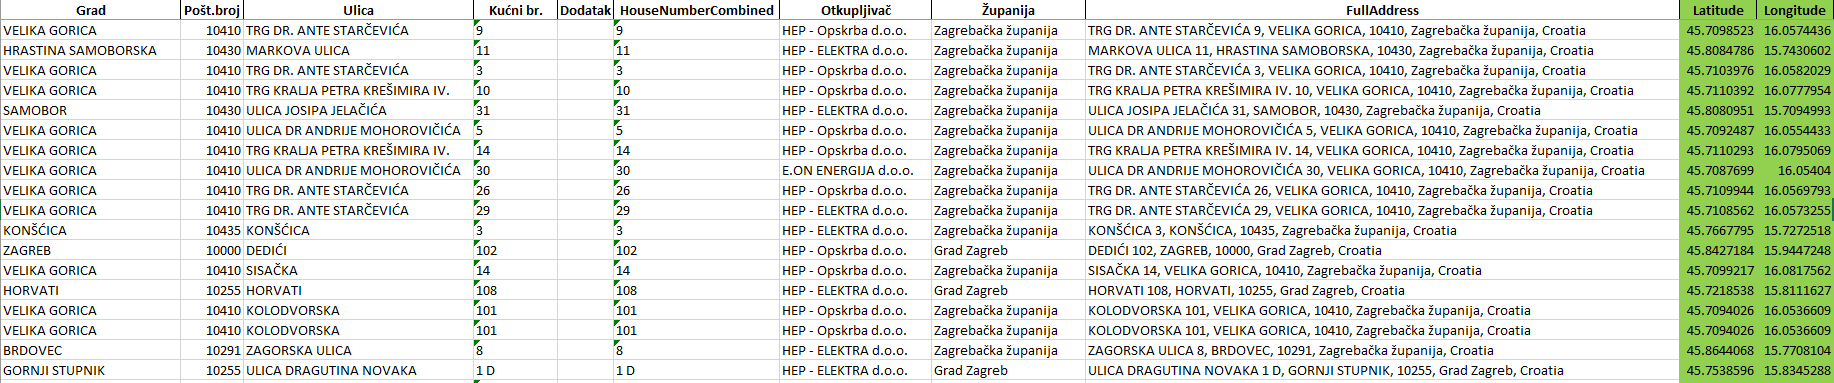 Grad Pošt.broj Ulica Kućni br. Dodatak HouseNumberCombined Otkupljivač Županija FullAddress Latitude Longitude
VELIKA GORICA 10410 TRG DR. ANTE STARČEVIĆA 9 9 HEP - Opskrba d.o.o. Zagrebačka županija TRG DR. ANTE STARČEVIĆA 9, VELIKA GORICA, 10410, Zagrebačka županija, Croatia 45.7098523 16.0574436
HRASTINA SAMOBORSKA 10430 MARKOVA ULICA 11 11 HEP - ELEKTRA d.o.o. Zagrebačka županija MARKOVA ULICA 11, HRASTINA SAMOBORSKA, 10430, Zagrebačka županija, Croatia 45.8084786 15.7430602
VELIKA GORICA 10410 TRG DR. ANTE STARČEVIĆA 3 3 HEP - Opskrba d.o.o. Zagrebačka županija TRG DR. ANTE STARČEVIĆA 3, VELIKA GORICA, 10410, Zagrebačka županija, Croatia 45.7103976 16.0582029
VELIKA GORICA 10410 TRG KRALJA PETRA KREŠIMIRA IV. 10 10 HEP - Opskrba d.o.o. Zagrebačka županija TRG KRALJA PETRA KREŠIMIRA IV. 10, VELIKA GORICA, 10410, Zagrebačka županija, Croatia 45.7110392 16.0777954
SAMOBOR 10430 ULICA JOSIPA JELAČIĆA 31 31 HEP - ELEKTRA d.o.o. Zagrebačka županija ULICA JOSIPA JELAČIĆA 31, SAMOBOR, 10430, Zagrebačka županija, Croatia 45.8080951 15.7094993
VELIKA GORICA 10410 ULICA DR ANDRIJE MOHOROVIČIĆA 5 5 HEP - Opskrba d.o.o. Zagrebačka županija ULICA DR ANDRIJE MOHOROVIČIĆA 5, VELIKA GORICA, 10410, Zagrebačka županija, Croatia 45.7092487 16.0554433
VELIKA GORICA 10410 TRG KRALJA PETRA KREŠIMIRA IV. 14 14 HEP - Opskrba d.o.o. Zagrebačka županija TRG KRALJA PETRA KREŠIMIRA IV. 14, VELIKA GORICA, 10410, Zagrebačka županija, Croatia 45.7110293 16.0795069
VELIKA GORICA 10410 ULICA DR ANDRIJE MOHOROVIČIĆA 30 30 E.ON ENERGIJA d.o.o. Zagrebačka županija ULICA DR ANDRIJE MOHOROVIČIĆA 30, VELIKA GORICA, 10410, Zagrebačka županija, Croatia 45.7087699 16.05404
VELIKA GORICA 10410 TRG DR. ANTE STARČEVIĆA 26 26 HEP - Opskrba d.o.o. Zagrebačka županija TRG DR. ANTE STARČEVIĆA 26, VELIKA GORICA, 10410, Zagrebačka županija, Croatia 45.7109944 16.0569793
VELIKA GORICA 10410 TRG DR. ANTE STARČEVIĆA 29 29 HEP - ELEKTRA d.o.o. Zagrebačka županija TRG DR. ANTE STARČEVIĆA 29, VELIKA GORICA, 10410, Zagrebačka županija, Croatia 45.7108562 16.0573255
KONŠĆICA 10435 KONŠĆICA 3 3 HEP - ELEKTRA d.o.o. Zagrebačka županija KONŠĆICA 3, KONŠĆICA, 10435, Zagrebačka županija, Croatia 45.7667795 15.7272518
ZAGREB 10000 DEDIĆI 102 102 HEP - Opskrba d.o.o. Grad Zagreb DEDIĆI 102, ZAGREB, 10000, Grad Zagreb, Croatia 45.8427184 15.9447248
VELIKA GORICA 10410 SISAČKA 14 14 HEP - ELEKTRA d.o.o. Zagrebačka županija SISAČKA 14, VELIKA GORICA, 10410, Zagrebačka županija, Croatia 45.7099217 16.0817562
HORVATI 10255 HORVATI 108 108 HEP - ELEKTRA d.o.o. Grad Zagreb HORVATI 108, HORVATI, 10255, Grad Zagreb, Croatia 45.7218538 15.8111627
VELIKA GORICA 10410 KOLODVORSKA 101 101 HEP - Opskrba d.o.o. Zagrebačka županija KOLODVORSKA 101, VELIKA GORICA, 10410, Zagrebačka županija, Croatia 45.7094026 16.0536609
VELIKA GORICA 10410 KOLODVORSKA 101 101 HEP - Opskrba d.o.o. Zagrebačka županija KOLODVORSKA 101, VELIKA GORICA, 10410, Zagrebačka županija, Croatia 45.7094026 16.0536609
BRDOVEC 10291 ZAGORSKA ULICA 8 8 HEP - ELEKTRA d.o.o. Zagrebačka županija ZAGORSKA ULICA 8, BRDOVEC, 10291, Zagrebačka županija, Croatia 45.8644068 15.7708104
GORNJI STUPNIK 10255 ULICA DRAGUTINA NOVAKA 1 D 1 D HEP - ELEKTRA d.o.o. Grad Zagreb ULICA DRAGUTINA NOVAKA 1 D, GORNJI STUPNIK, 10255, Grad Zagreb, Croatia 45.7538596 15.8345288